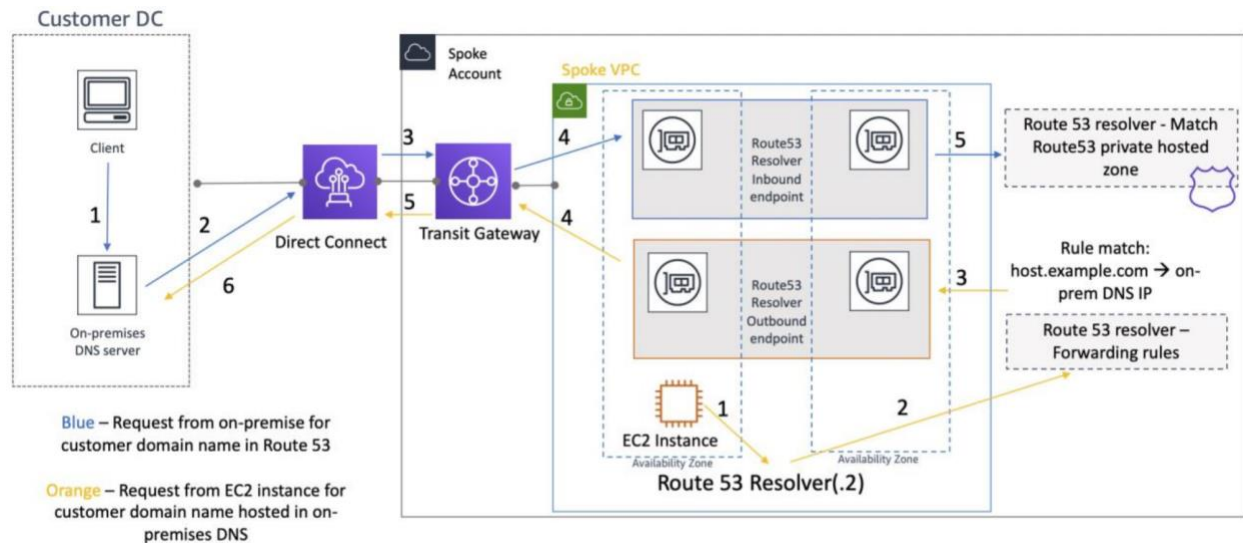 Customer DC
Client
1
2
On-premises
DNS server
6
Direct Connect
3
5
Transit Gateway
4
4
Spoke
Account
Spoke VPC
Route53
Resolver
Inbound
endpoint
5
Route 53 resolver - Match
Route53 private hosted
zone
Route53
Resolver
Outbound
endpoint
3
Rule match:
host.example.com → on-
prem DNS IP
Route 53 resolver –
Forwarding rules
1
2
EC2 Instance
Availability Zone
Availability Zone
Route 53 Resolver(.2)
Blue – Request from on-premise for
customer domain name in Route 53
Orange – Request from EC2 instance for
customer domain name hosted in on-
premises DNS